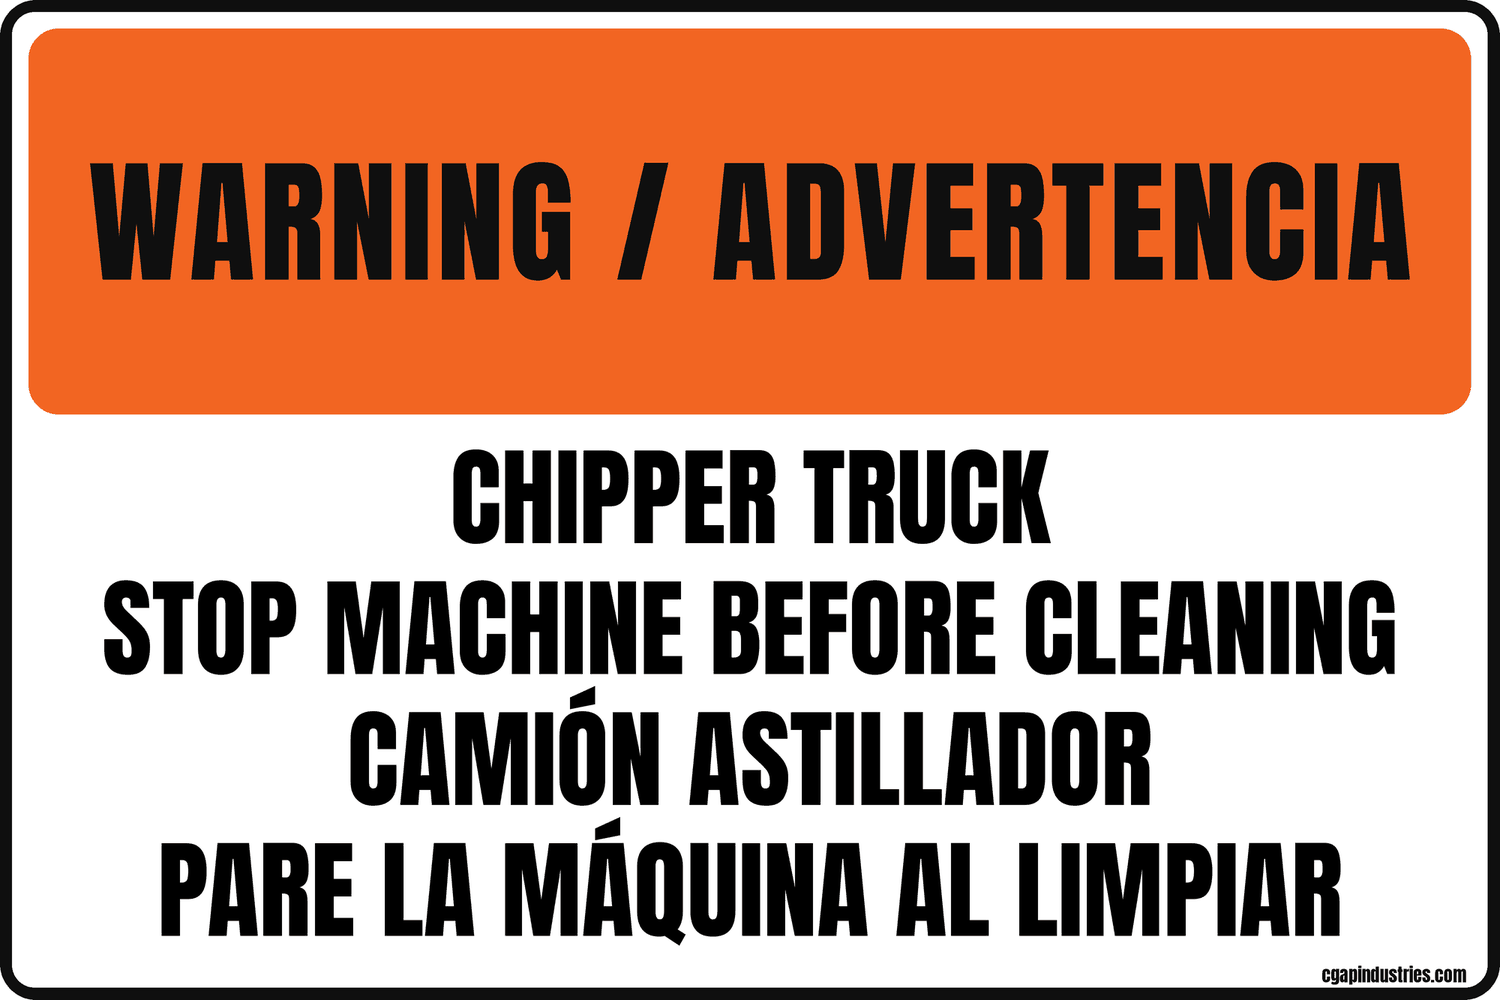 WARNING / ADVERTENCIA
CHIPPER TRUCK
STOP MACHINE BEFORE CLEANING
CAMIÓN ASTILLADOR
PARE LA MÁQUINA AL LIMPIAR
cgapindustries.com